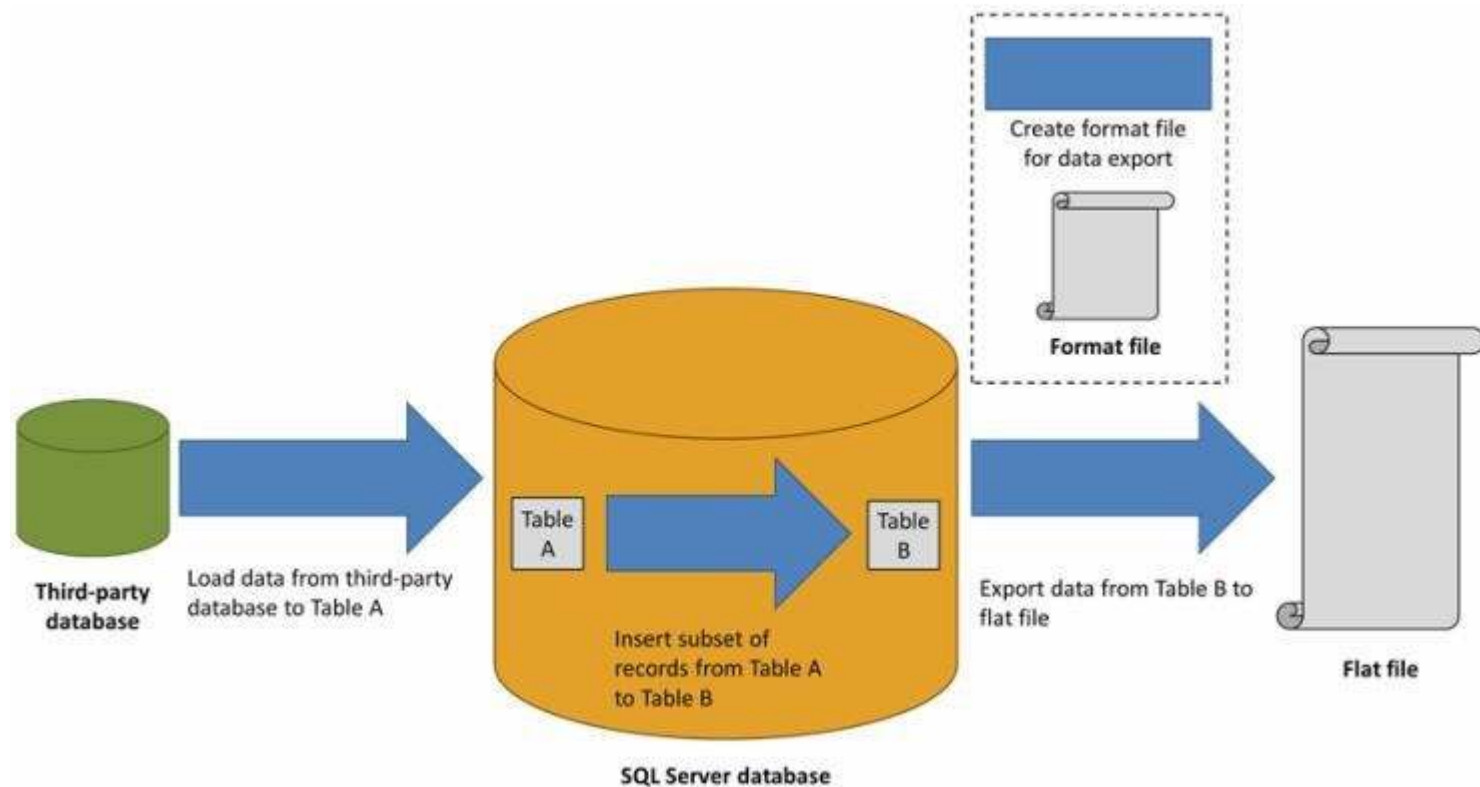 Create format file
for data export
Format file
Table
A
Table
B
Third-party
database
Load data from third-party
database to Table A
Insert subset of
records from Table A
to Table B
Export data from Table B to
flat file
Flat file
SQL Server database